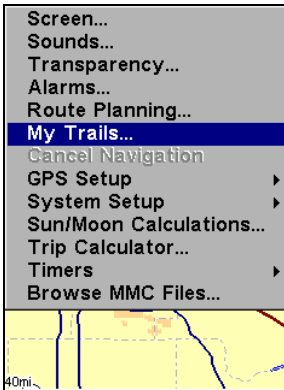 Screen...
Sounds...
Transparency...
Alarms...
Route Planning...
My Trails...
Cancel Navigation
GPS Setup
System Setup
Sun/Moon Calculations...
Trip Calculator...
Timers
Browse MMC Files...
40mi